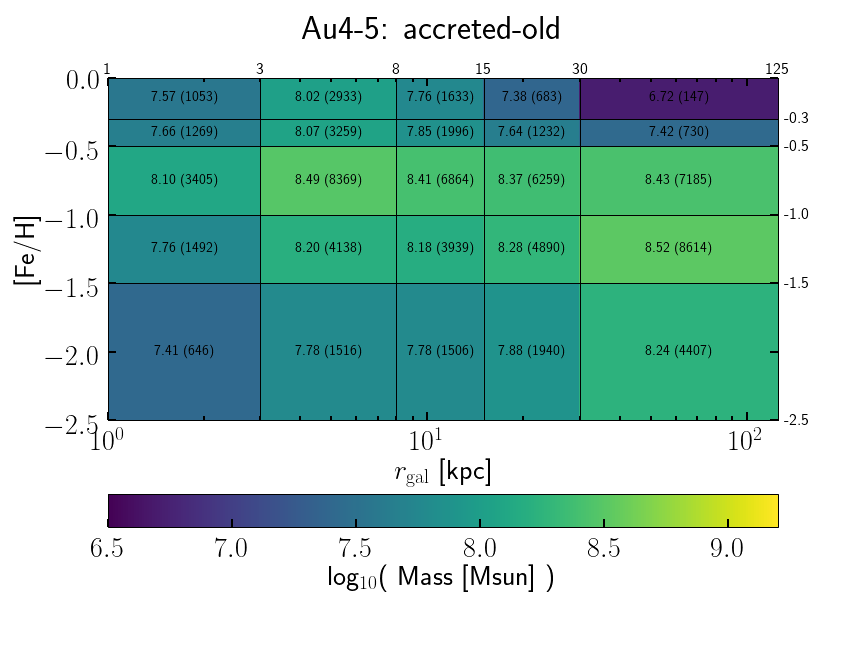 Au4-5: accreted-old
1 3 8 15 30 125
0.0
7.57 (1053) 8.02 (2933) 7.76 (1633) 7.38 (683) 6.72 (147)
-0.3
7.66 (1269) 8.07 (3259) 7.85 (1996) 7.64 (1232) 7.42 (730)
−0.5 -0.5
8.10 (3405) 8.49 (8369) 8.41 (6864) 8.37 (6259) 8.43 (7185)
−1.0 -1.0
[Fe/H]
7.76 (1492) 8.20 (4138) 8.18 (3939) 8.28 (4890) 8.52 (8614)
−1.5 -1.5
7.41 (646) 7.78 (1516) 7.78 (1506) 7.88 (1940) 8.24 (4407)
−2.0
−2.5 -2.5
10⁰ 10¹ 10²
r_gal [kpc]
6.5 7.0 7.5 8.0 8.5 9.0
log₁₀( Mass [Msun] )